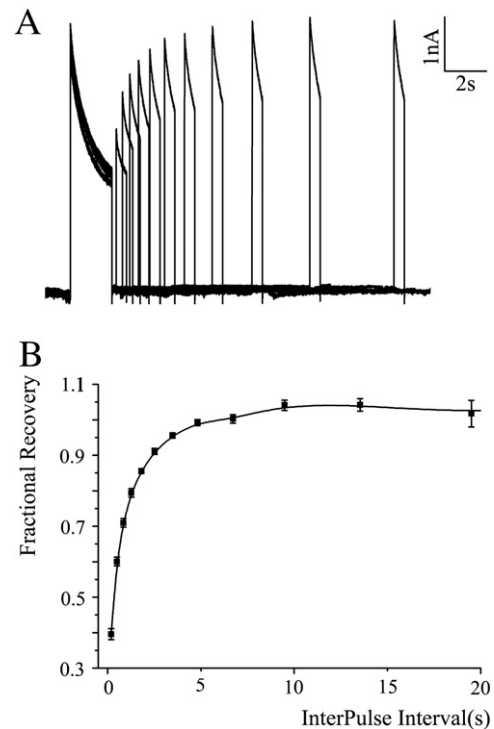 A
1nA
2s
B
Fractional Recovery
1.1
0.9
0.7
0.5
0.3
0
5
10
15
20
InterPulse Interval(s)